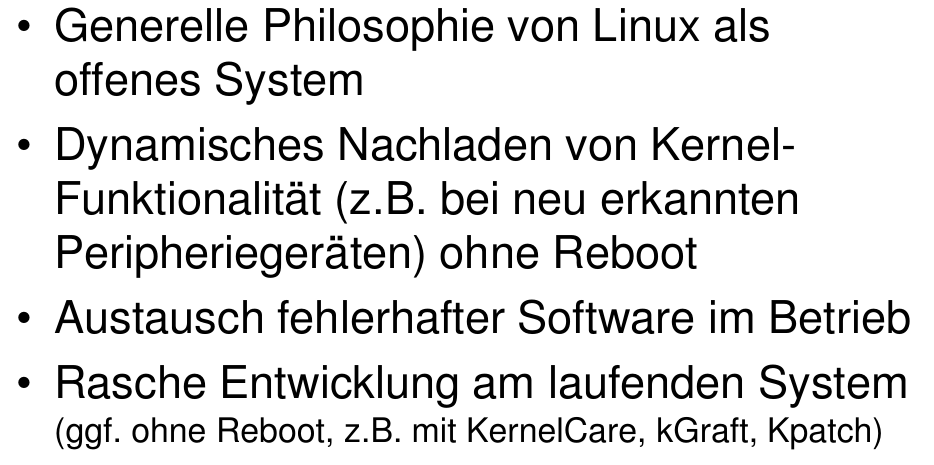 • Generelle Philosophie von Linux als
offenes System
• Dynamisches Nachladen von Kernel-
Funktionalität (z.B. bei neu erkannten
Peripheriegeräten) ohne Reboot
• Austausch fehlerhafter Software im Betrieb
• Rasche Entwicklung am laufenden System
(ggf. ohne Reboot, z.B. mit KernelCare, kGraft, Kpatch)